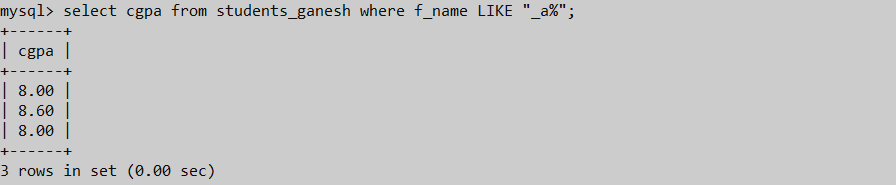 mysql> select cgpa from students_ganesh where f_name LIKE "_a%";
+------+
| cgpa |
+------+
| 8.00 |
| 8.60 |
| 8.00 |
+------+
3 rows in set (0.00 sec)